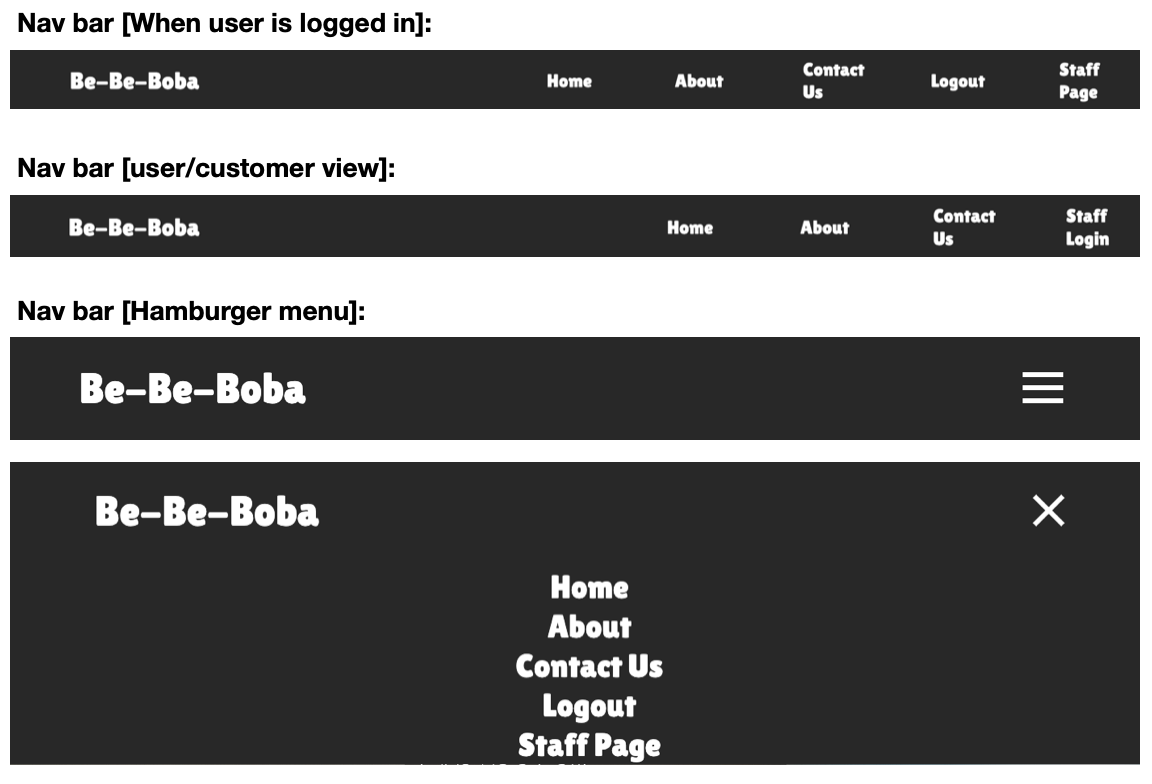 Nav bar [When user is logged in]:
Be-Be-Boba Home About Contact Us Logout Staff Page
Nav bar [user/customer view]:
Be-Be-Boba Home About Contact Us Staff Login
Nav bar [Hamburger menu]:
Be-Be-Boba
Be-Be-Boba
Home
About
Contact Us
Logout
Staff Page